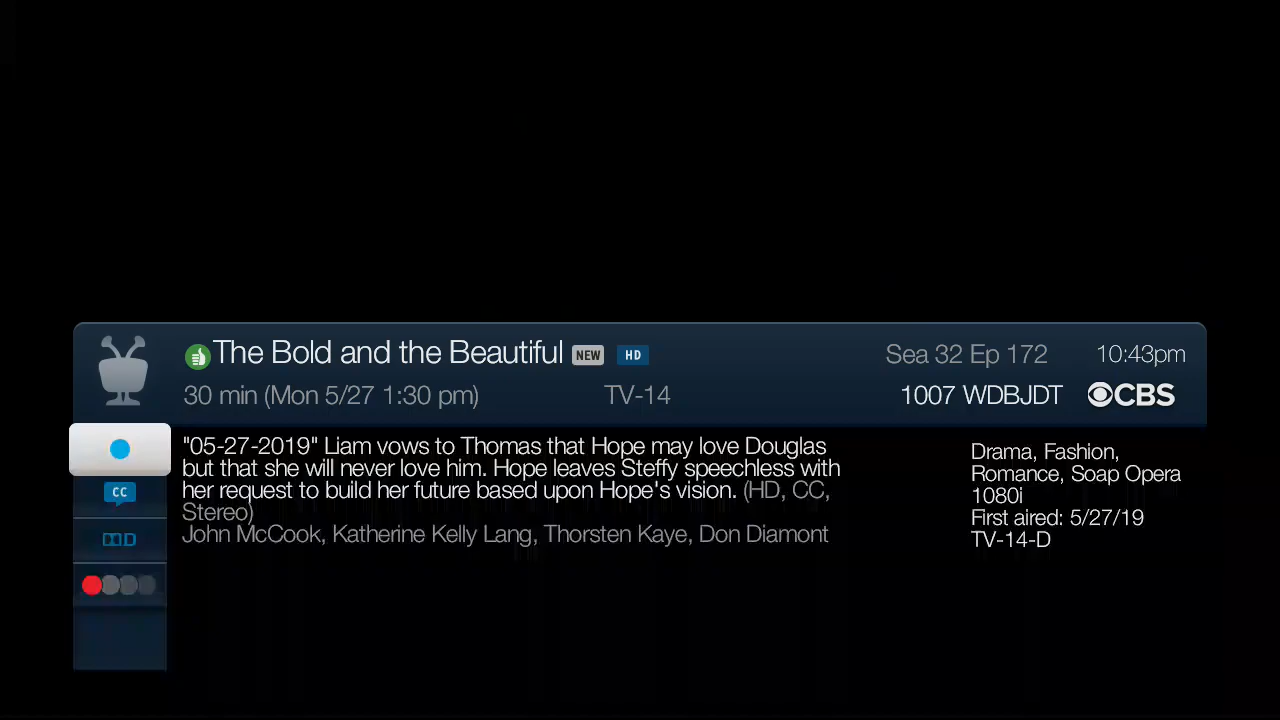 The Bold and the Beautiful NEW HD Sea 32 Ep 172 10:43pm
30 min (Mon 5/27 1:30 pm) TV-14 1007 WDBJDT CBS
"05-27-2019" Liam vows to Thomas that Hope may love Douglas
but that she will never love him. Hope leaves Steffy speechless with
her request to build her future based upon Hope's vision. (HD, CC,
Stereo)
John McCook, Katherine Kelly Lang, Thorsten Kaye, Don Diamont
Drama, Fashion,
Romance, Soap Opera
1080i
First aired: 5/27/19
TV-14-D
CC
D